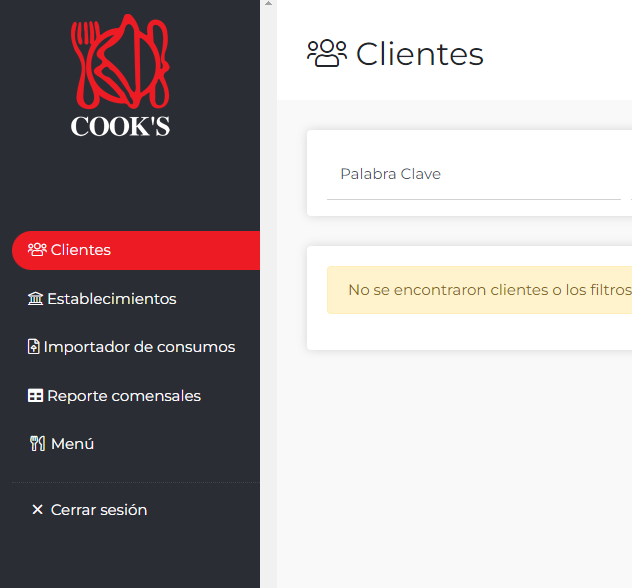 COOK'S
Clientes
Establecimientos
Importador de consumos
Reporte comensales
Menú
Cerrar sesión
Clientes
Palabra Clave
No se encontraron clientes o los filtros